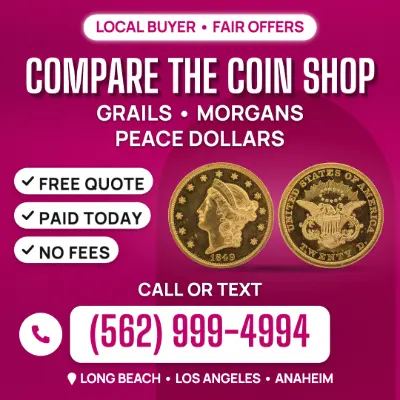 LOCAL BUYER • FAIR OFFERS
COMPARE THE COIN SHOP
GRAILS • MORGANS
PEACE DOLLARS
FREE QUOTE
PAID TODAY
NO FEES
1849
UNITED STATES OF AMERICA
TWENTY D.
CALL OR TEXT
(562) 999-4994
LONG BEACH • LOS ANGELES • ANAHEIM